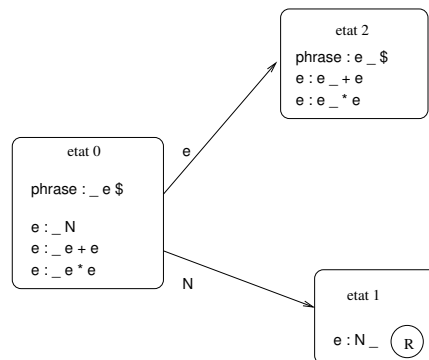 etat 2
phrase : e _ $
e : e _ + e
e : e _ * e
etat 0
phrase : _ e $
e : _ N
e : _ e + e
e : _ e * e
e
N
etat 1
e : N _ R